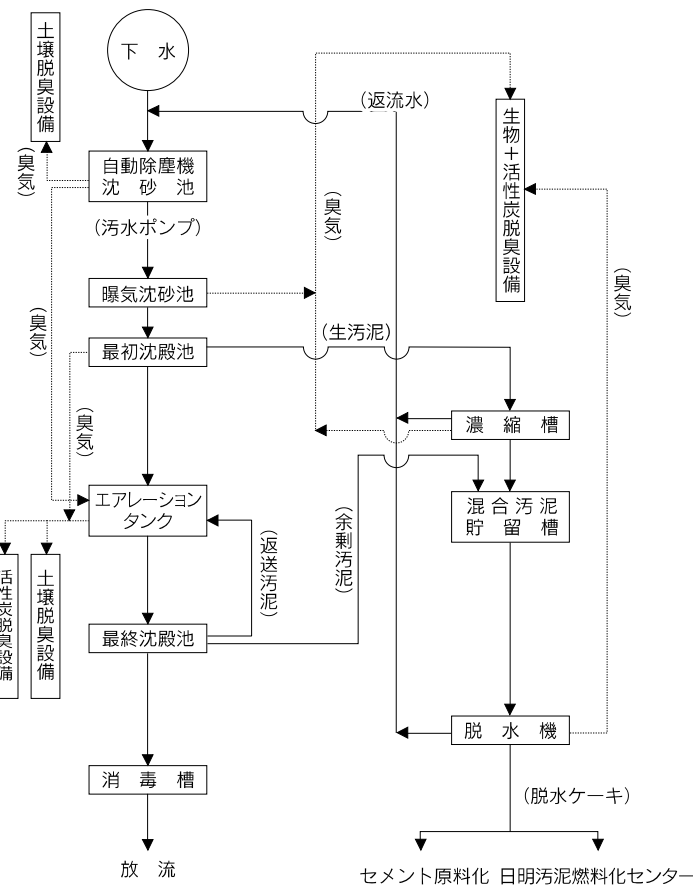 下 水
土壌脱臭設備
(返流水)
生物+活性炭脱臭設備
(臭気)
自動除塵機
沈 砂 池
(汚水ポンプ)
(臭気)
(臭気)
曝気沈砂池
(臭気)
(生汚泥)
最初沈殿池
(臭気)
濃 縮 槽
エアレーション
タンク
混合汚泥
貯 留 槽
(余剰汚泥)
(返送汚泥)
活性炭脱臭設備
土壌脱臭設備
最終沈殿池
脱 水 機
消 毒 槽
(脱水ケーキ)
放 流
セメント原料化
日明汚泥燃料化センター